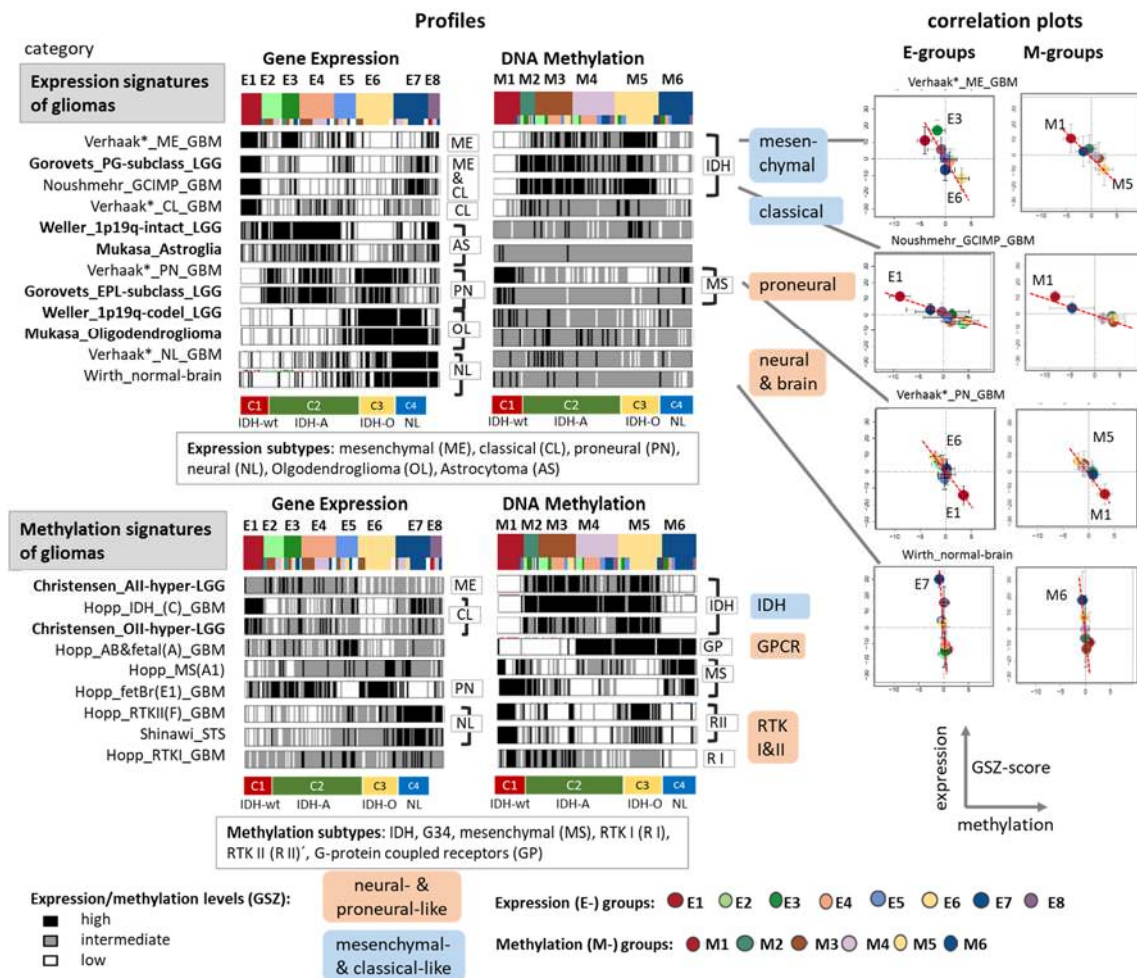 Profiles
correlation plots
category
Gene Expression
DNA Methylation
E-groups
M-groups
Expression signatures
of gliomas
E1 E2 E3 E4 E5 E6 E7 E8
M1 M2 M3 M4 M5 M6
Verhaak*_ME_GBM
Gorovets_PG-subclass_LGG
Noushmehr_GCIMP_GBM
Verhaak*_CL_GBM
Weller_1p19q-intact_LGG
Mukasa_Astroglia
Verhaak*_PN_GBM
Gorovets_EPL-subclass_LGG
Weller_1p19q-codel_LGG
Mukasa_Oligodendroglioma
Verhaak*_NL_GBM
Wirth_normal-brain
ME
ME
&
CL
CL
AS
PN
OL
NL
IDH
MS
mesen-
chymal
classical
proneural
neural
& brain
C1 C2 C3 C4
IDH-wt IDH-A IDH-O NL
C1 C2 C3 C4
IDH-wt IDH-A IDH-O NL
Expression subtypes: mesenchymal (ME), classical (CL), proneural (PN),
neural (NL), Olgodendroglioma (OL), Astrocytoma (AS)
Verhaak*_ME_GBM
E3
E6
M1
M5
Noushmehr_GCIMP_GBM
E1
M1
Verhaak*_PN_GBM
E6
E1
M5
M1
Wirth_normal-brain
E7
M6
expression
GSZ-score
methylation
Gene Expression
DNA Methylation
Methylation signatures
of gliomas
E1 E2 E3 E4 E5 E6 E7 E8
M1 M2 M3 M4 M5 M6
Christensen_AII-hyper-LGG
Hopp_IDH_(C)_GBM
Christensen_OII-hyper-LGG
Hopp_AB&fetal(A)_GBM
Hopp_MS(A1)
Hopp_fetBr(E1)_GBM
Hopp_RTKII(F)_GBM
Shinawi_STS
Hopp_RTKI_GBM
ME
CL
PN
NL
IDH
GP
MS
RII
R I
IDH
GPCR
RTK
I&II
C1 C2 C3 C4
IDH-wt IDH-A IDH-O NL
C1 C2 C3 C4
IDH-wt IDH-A IDH-O NL
Methylation subtypes: IDH, G34, mesenchymal (MS), RTK I (R I),
RTK II (R II)´, G-protein coupled receptors (GP)
Expression/methylation levels (GSZ):
high
intermediate
low
neural- &
proneural-like
mesenchymal-
& classical-like
Expression (E-) groups: E1 E2 E3 E4 E5 E6 E7 E8
Methylation (M-) groups: M1 M2 M3 M4 M5 M6